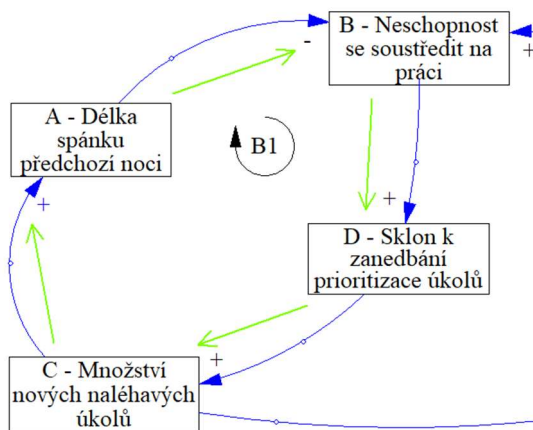 B - Neschopnost
se soustředit na
práci
-
+
A - Délka
spánku
předchozí noci
B1
+
+
D - Sklon k
zanedbání
prioritizace úkolů
+
C - Množství
nových naléhavých
úkolů